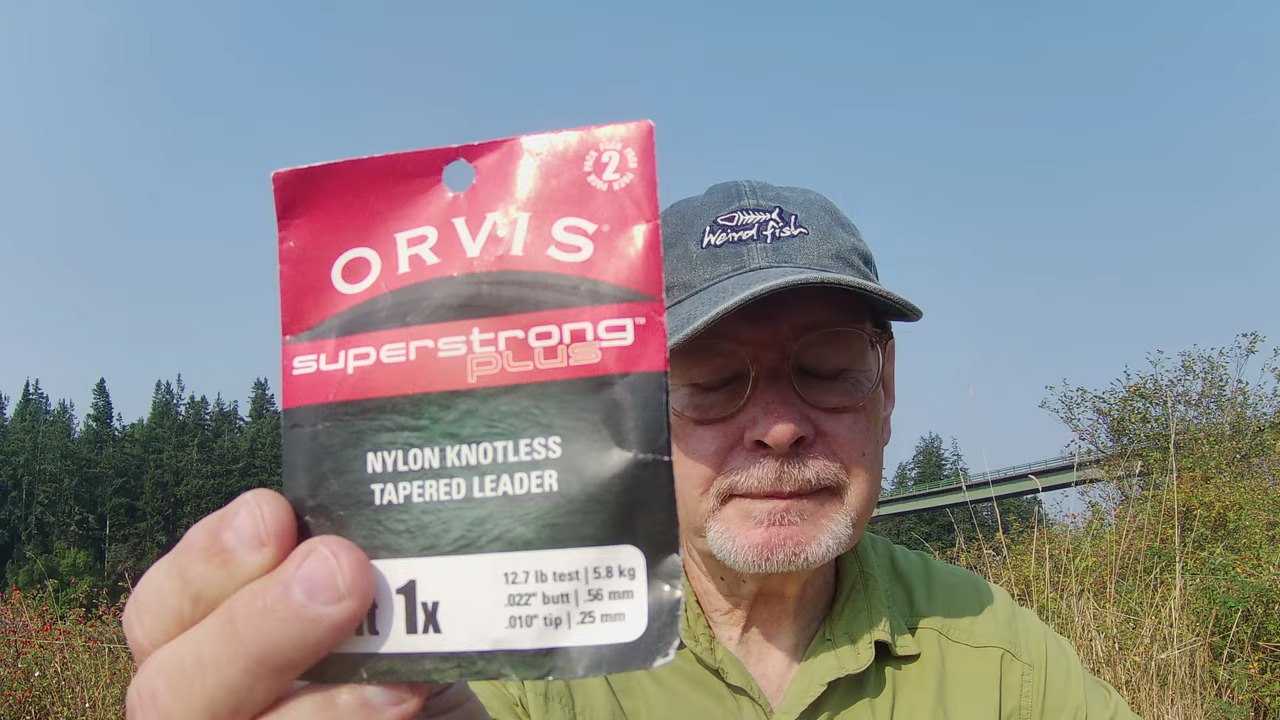 2
ORVIS
superstrong™
plus
NYLON KNOTLESS
TAPERED LEADER
1x
12.7 lb test | 5.8 kg
.022" butt | .56 mm
.010" tip | .25 mm
Weird fish